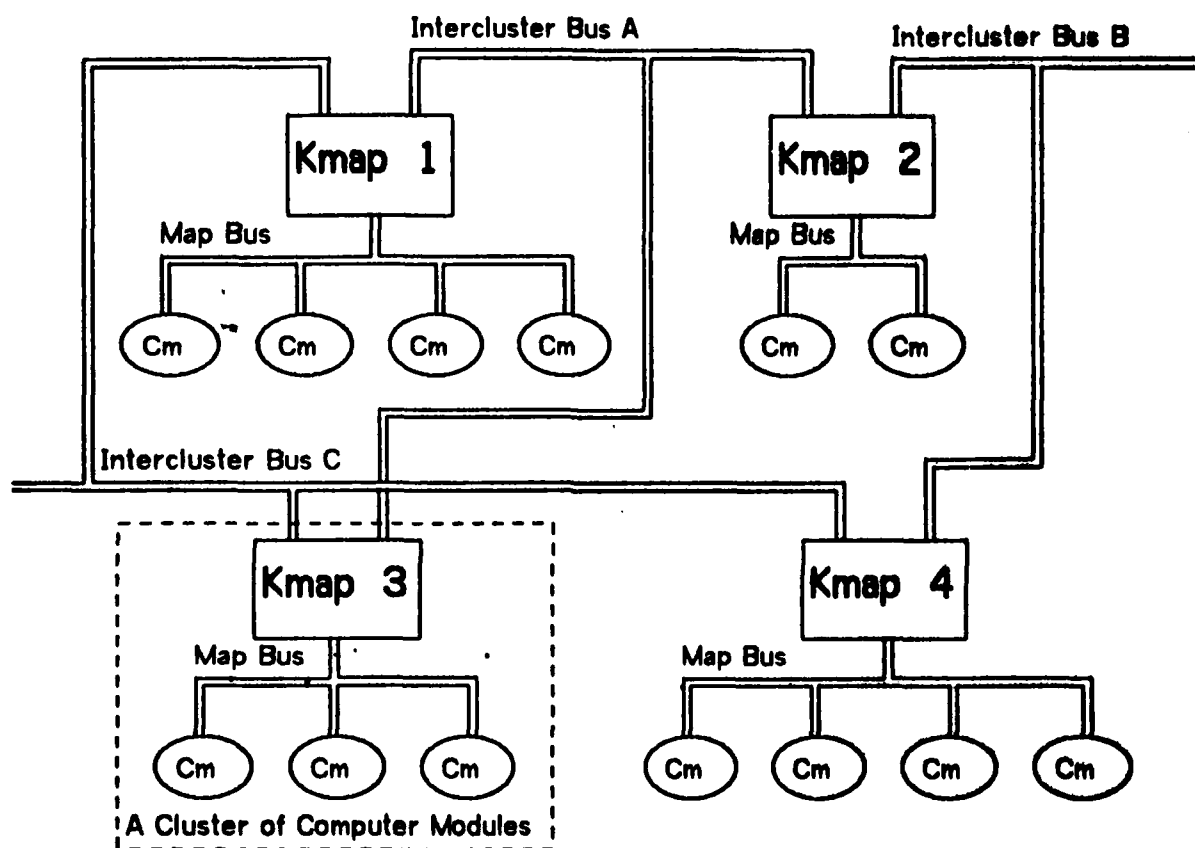 Intercluster Bus A
Intercluster Bus B
Kmap 1
Kmap 2
Map Bus
Map Bus
Cm
Cm
Cm
Cm
Cm
Cm
Intercluster Bus C
Kmap 3
Kmap 4
Map Bus
Map Bus
Cm
Cm
Cm
Cm
Cm
Cm
Cm
A Cluster of Computer Modules